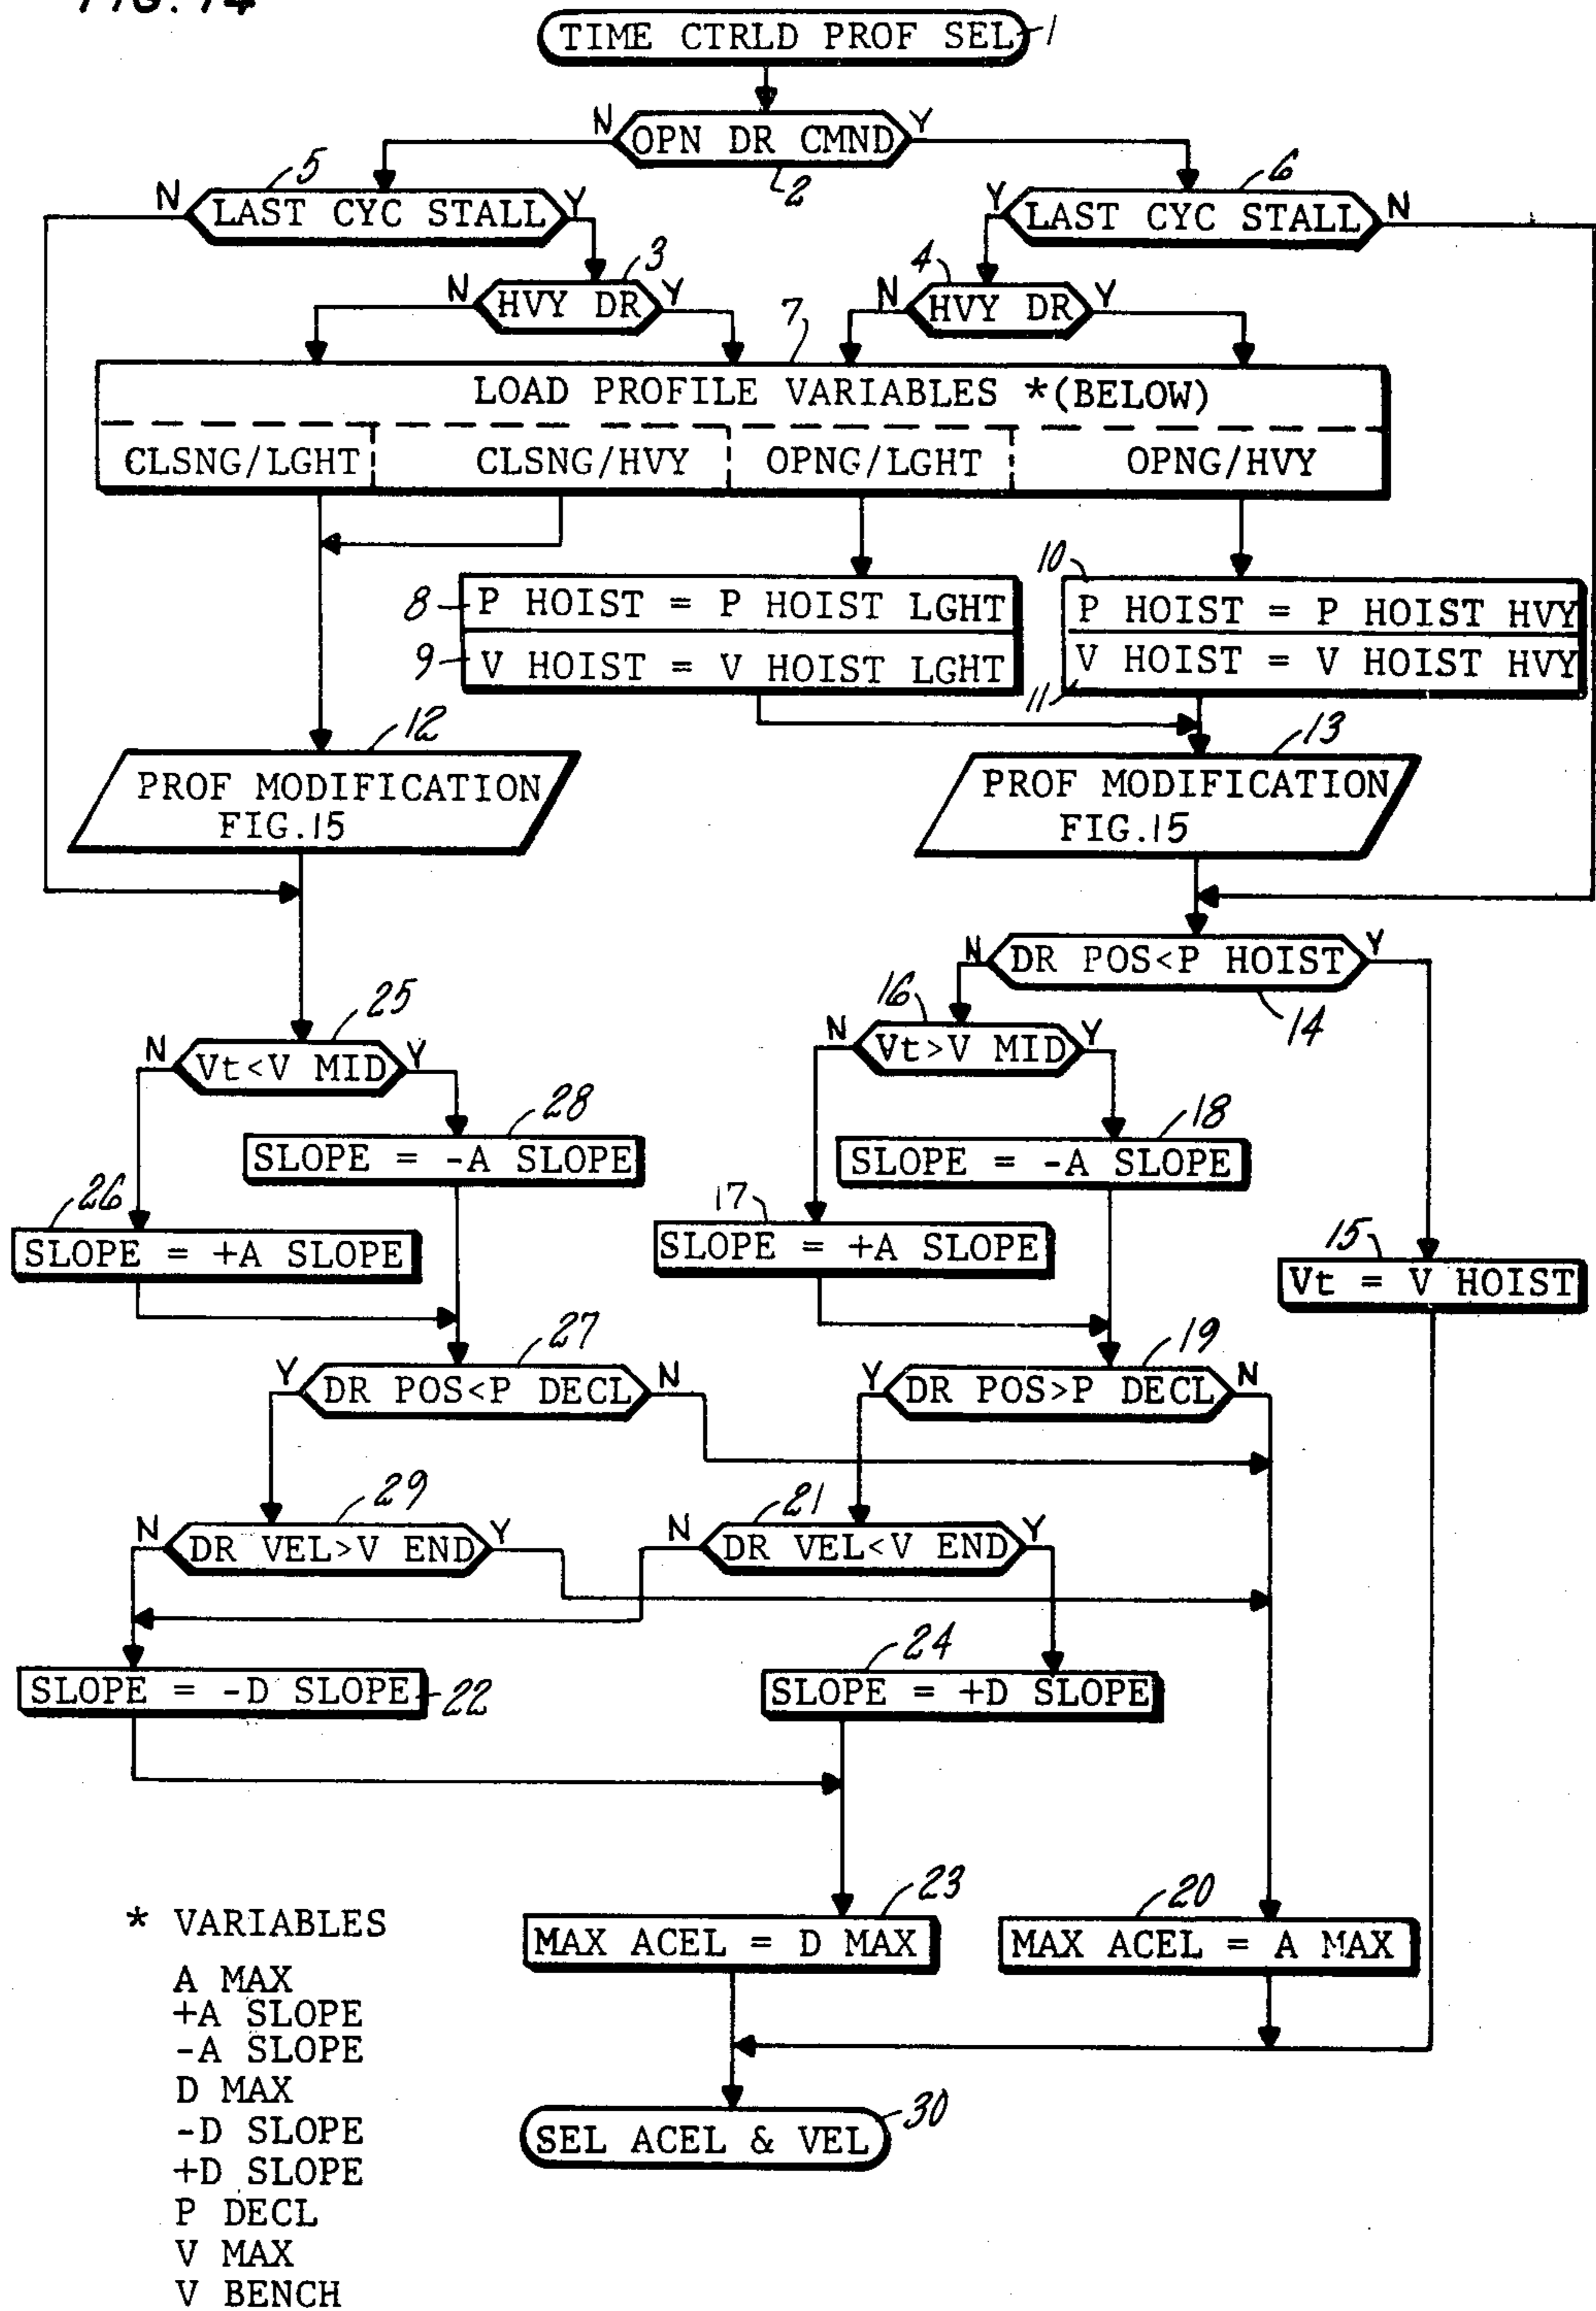 FIG. 14
TIME CTRLD PROF SEL 1
N OPN DR CMND Y
2
5
N LAST CYC STALL Y
6
Y LAST CYC STALL N
3
N HVY DR Y
4
N HVY DR Y
7
LOAD PROFILE VARIABLES *(BELOW)
CLSNG/LGHT CLSNG/HVY OPNG/LGHT OPNG/HVY
8 P HOIST = P HOIST LGHT
9 V HOIST = V HOIST LGHT
10
P HOIST = P HOIST HVY
V HOIST = V HOIST HVY
11
12
PROF MODIFICATION
FIG.15
13
PROF MODIFICATION
FIG.15
N DR POS<P HOIST Y
14
25
N Vt<V MID Y
16
N Vt>V MID Y
28
SLOPE = -A SLOPE
18
SLOPE = -A SLOPE
26
SLOPE = +A SLOPE
17
SLOPE = +A SLOPE
15
Vt = V HOIST
27
Y DR POS<P DECL N
19
Y DR POS>P DECL N
29
N DR VEL>V END Y
21
N DR VEL<V END Y
SLOPE = -D SLOPE 22
24
SLOPE = +D SLOPE
23
MAX ACEL = D MAX
20
MAX ACEL = A MAX
SEL ACEL & VEL 30
* VARIABLES
A MAX
+A SLOPE
-A SLOPE
D MAX
-D SLOPE
+D SLOPE
P DECL
V MAX
V BENCH